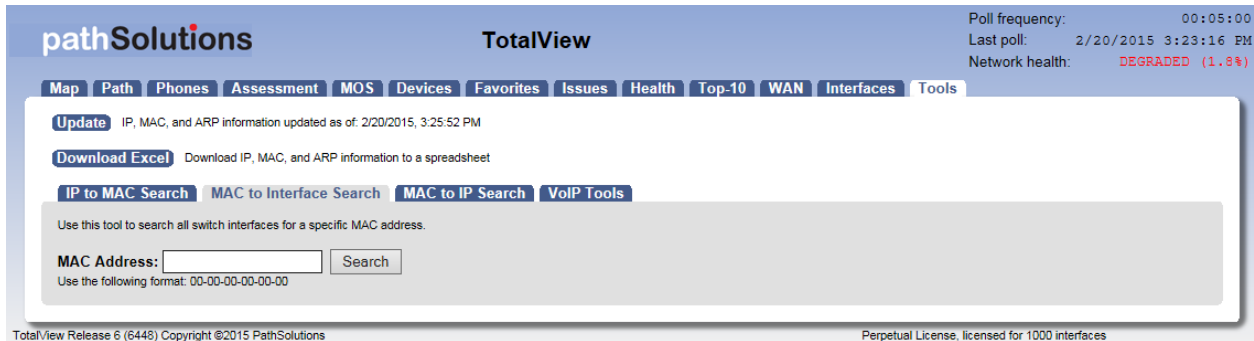 pathSolutions
TotalView
Poll frequency: 00:05:00
Last poll: 2/20/2015 3:23:16 PM
Network health: DEGRADED (1.8%)
Map Path Phones Assessment MOS Devices Favorites Issues Health Top-10 WAN Interfaces Tools
Update IP, MAC, and ARP information updated as of: 2/20/2015, 3:25:52 PM
Download Excel Download IP, MAC, and ARP information to a spreadsheet
IP to MAC Search MAC to Interface Search MAC to IP Search VoIP Tools
Use this tool to search all switch interfaces for a specific MAC address.
MAC Address: Search
Use the following format: 00-00-00-00-00-00
TotalView Release 6 (6448) Copyright ©2015 PathSolutions
Perpetual License, licensed for 1000 interfaces